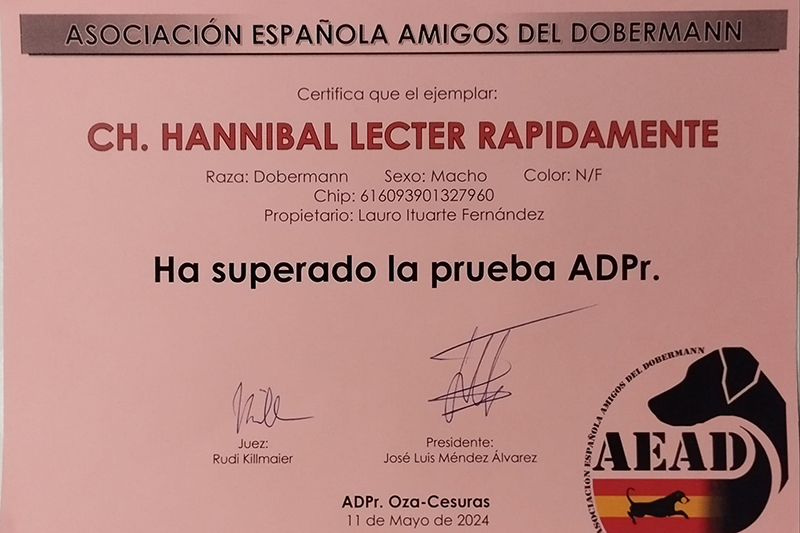 ASOCIACIÓN ESPAÑOLA AMIGOS DEL DOBERMANN
Certifica que el ejemplar:
CH. HANNIBAL LECTER RAPIDAMENTE
Raza: Dobermann Sexo: Macho Color: N/F
Chip: 616093901327960
Propietario: Lauro Ituarte Fernández
Ha superado la prueba ADPr.
Juez:
Rudi Killmaier
Presidente:
José Luis Méndez Álvarez
ADPr. Oza-Cesuras
11 de Mayo de 2024
ASOCIACION ESPAÑOLA AMIGOS DEL DOBERMANN
AEAD